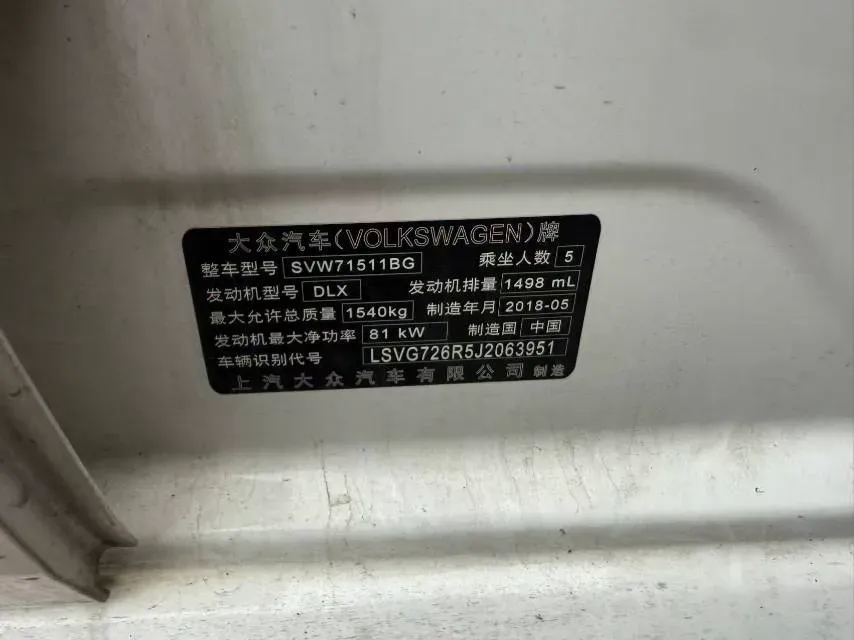 大众汽车(VOLKSWAGEN)牌
整车型号 SVW71511BG 乘坐人数 5
发动机型号 DLX 发动机排量 1498 mL
最大允许总质量 1540kg 制造年月 2018-05
发动机最大净功率 81 kW 制造国 中国
车辆识别代号 LSVG726R5J2063951
上汽大众汽车有限公司 制造